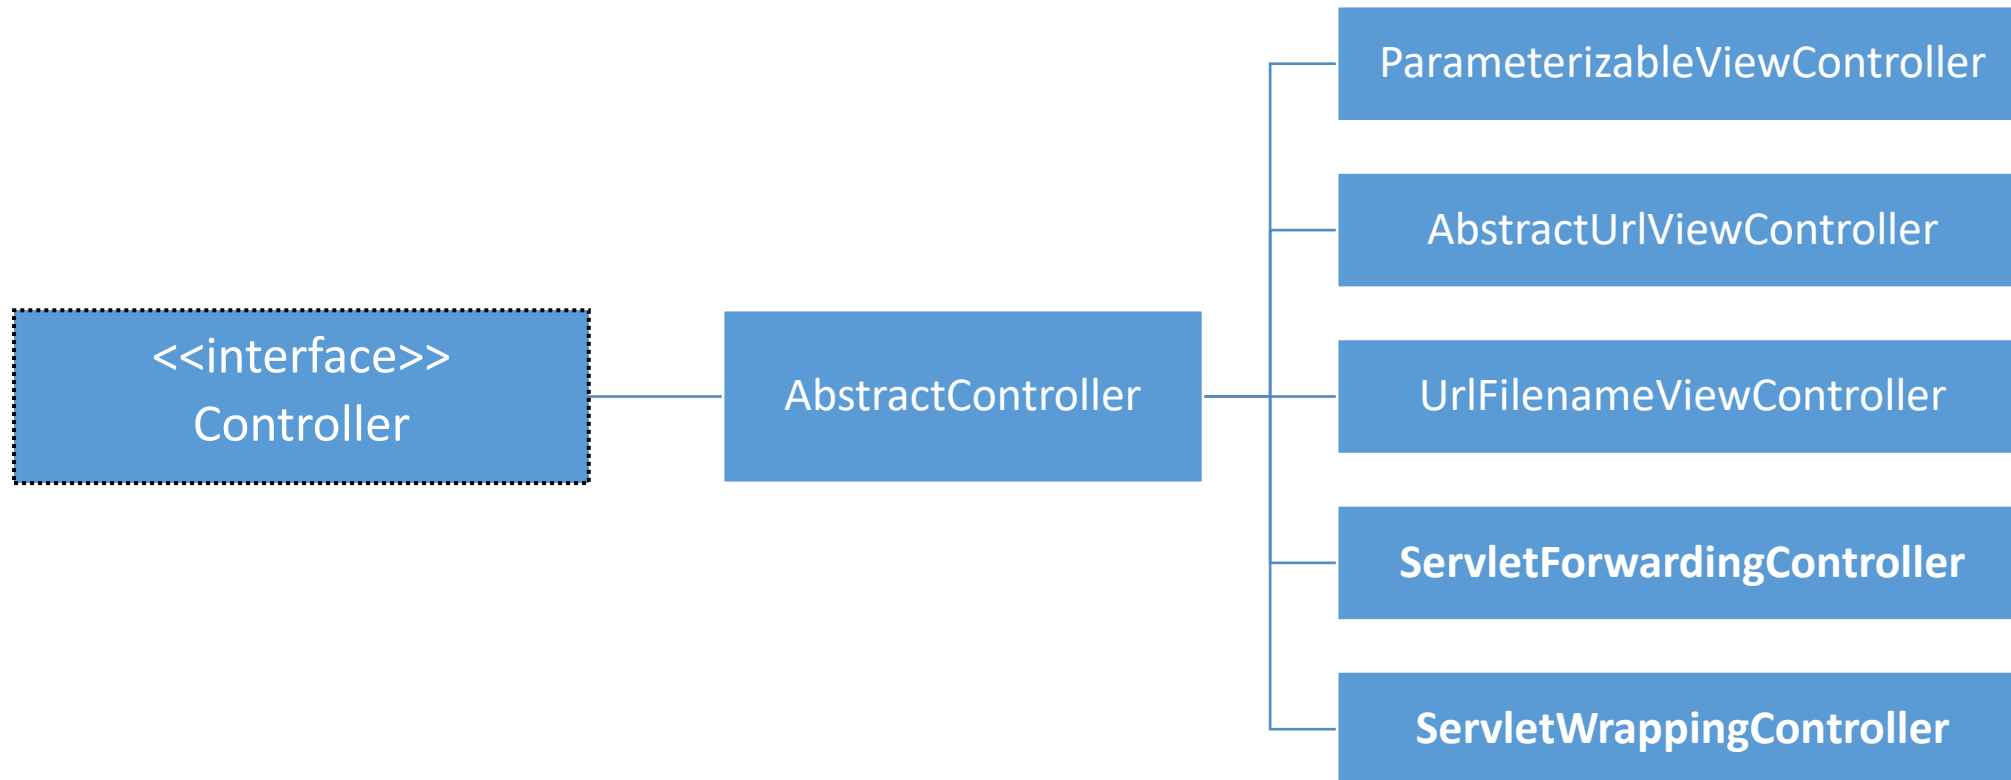 <<interface>>
Controller
AbstractController
ParameterizableViewController
AbstractUrlViewController
UrlFilenameViewController
ServletForwardingController
ServletWrappingController